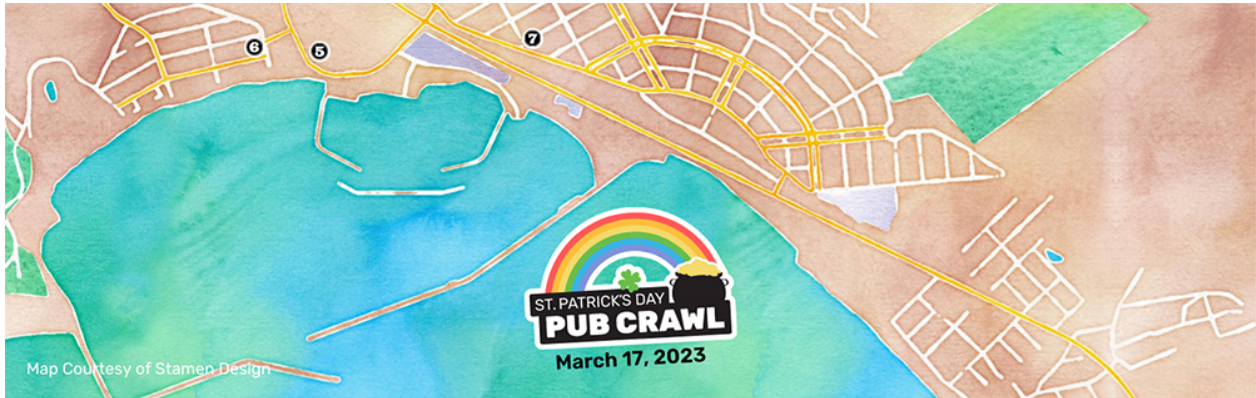 6
5
7
ST. PATRICK'S DAY
PUB CRAWL
March 17, 2023
Map Courtesy of Stamen Design